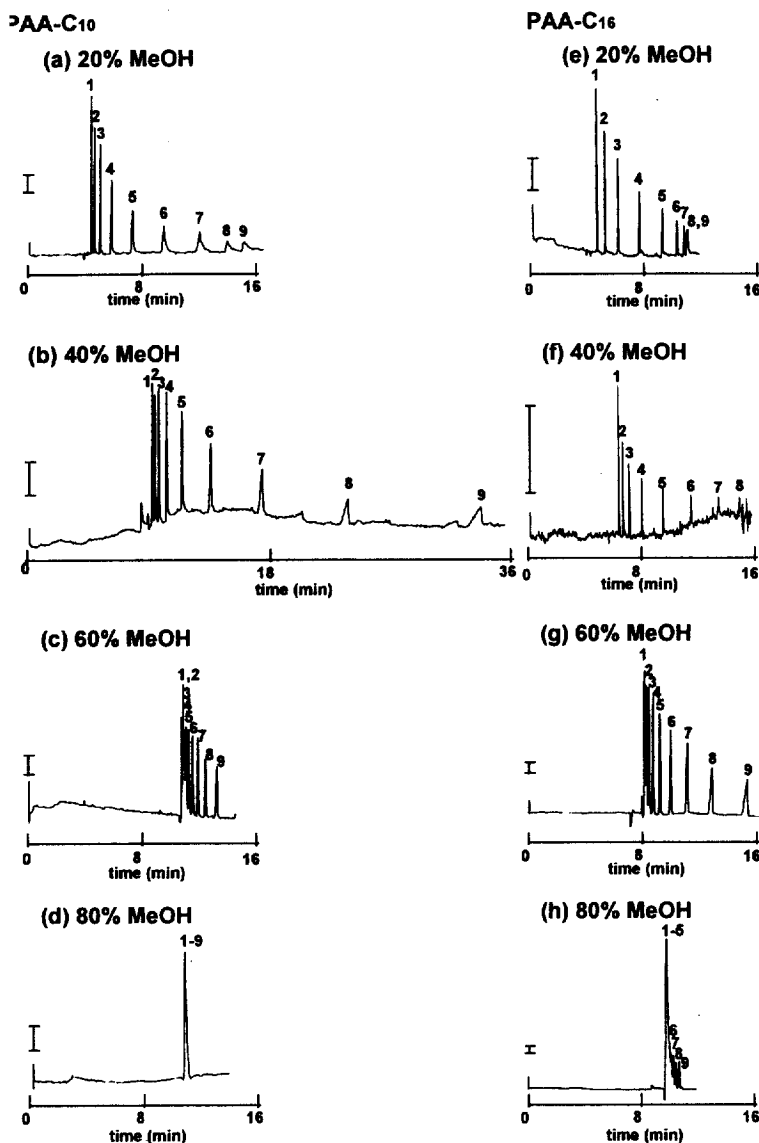 PAA-C10
(a) 20% MeOH
1
2
3
4
5
6
7
8 9
0 8 16
time (min)
(b) 40% MeOH
1
2
3
4
5
6
7
8
9
0 18 36
time (min)
(c) 60% MeOH
1,2
3
4
5
6
7
8
9
0 8 16
time (min)
(d) 80% MeOH
1-9
0 8 16
time (min)
PAA-C16
(e) 20% MeOH
1
2
3
4
5
6
7
8,9
0 8 16
time (min)
(f) 40% MeOH
1
2
3
4
5
6
7
8
0 8 16
time (min)
(g) 60% MeOH
1
2
3
4
5
6
7
8
9
0 8 16
time (min)
(h) 80% MeOH
1-5
6
7
8
9
0 8 16
time (min)